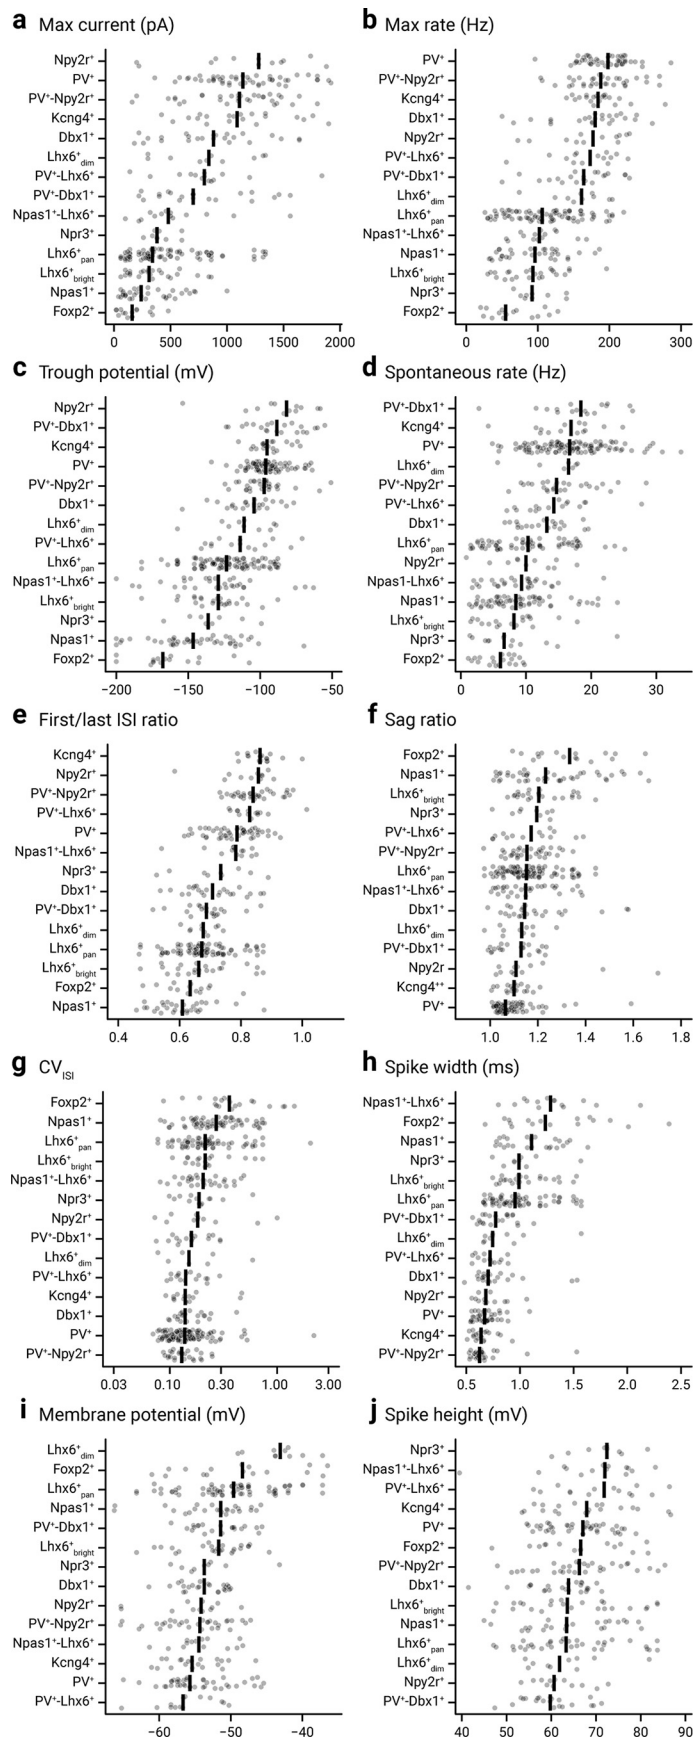 a Max current (pA)
Npy2r⁺
PV⁺
PV⁺-Npy2r⁺
Kcng4⁺
Dbx1⁺
Lhx6⁺dim
PV⁺-Lhx6⁺
PV⁺-Dbx1⁺
Npas1⁺-Lhx6⁺
Npr3⁺
Lhx6⁺pan
Lhx6⁺bright
Npas1⁺
Foxp2⁺
0 500 1000 1500 2000
b Max rate (Hz)
PV⁺
PV⁺-Npy2r⁺
Kcng4⁺
Dbx1⁺
Npy2r⁺
PV⁺-Lhx6⁺
PV⁺-Dbx1⁺
Lhx6⁺dim
Lhx6⁺pan
Npas1⁺-Lhx6⁺
Npas1⁺
Lhx6⁺bright
Npr3⁺
Foxp2⁺
0 100 200 300
c Trough potential (mV)
Npy2r⁺
PV⁺-Dbx1⁺
Kcng4⁺
PV⁺
PV⁺-Npy2r⁺
Dbx1⁺
Lhx6⁺dim
PV⁺-Lhx6⁺
Lhx6⁺pan
Npas1⁺-Lhx6⁺
Lhx6⁺bright
Npr3⁺
Npas1⁺
Foxp2⁺
−200 −150 −100 −50
d Spontaneous rate (Hz)
PV⁺-Dbx1⁺
Kcng4⁺
PV⁺
Lhx6⁺dim
PV⁺-Npy2r⁺
PV⁺-Lhx6⁺
Dbx1⁺
Lhx6⁺pan
Npy2r⁺
Npas1-Lhx6⁺
Npas1⁺
Lhx6⁺bright
Npr3⁺
Foxp2⁺
0 10 20 30
e First/last ISI ratio
Kcng4⁺
Npy2r⁺
PV⁺-Npy2r⁺
PV⁺-Lhx6⁺
PV⁺
Npas1⁺-Lhx6⁺
Npr3⁺
Dbx1⁺
PV⁺-Dbx1⁺
Lhx6⁺dim
Lhx6⁺pan
Lhx6⁺bright
Foxp2⁺
Npas1⁺
0.4 0.6 0.8 1.0
f Sag ratio
Foxp2⁺
Npas1⁺
Lhx6⁺bright
Npr3⁺
PV⁺-Lhx6⁺
PV⁺-Npy2r⁺
Lhx6⁺pan
Npas1⁺-Lhx6⁺
Dbx1⁺
Lhx6⁺dim
PV⁺-Dbx1⁺
Npy2r
Kcng4⁺⁺
PV⁺
1.0 1.2 1.4 1.6 1.8
g CVISI
Foxp2⁺
Npas1⁺
Lhx6⁺pan
Lhx6⁺bright
Npas1⁺-Lhx6⁺
Npr3⁺
Npy2r⁺
PV⁺-Dbx1⁺
Lhx6⁺dim
PV⁺-Lhx6⁺
Kcng4⁺
Dbx1⁺
PV⁺
PV⁺-Npy2r⁺
0.03 0.10 0.30 1.00 3.00
h Spike width (ms)
Npas1⁺-Lhx6⁺
Foxp2⁺
Npas1⁺
Npr3⁺
Lhx6⁺bright
Lhx6⁺pan
PV⁺-Dbx1⁺
Lhx6⁺dim
PV⁺-Lhx6⁺
Dbx1⁺
Npy2r⁺
PV⁺
Kcng4⁺
PV⁺-Npy2r⁺
0.5 1.0 1.5 2.0 2.5
i Membrane potential (mV)
Lhx6⁺dim
Foxp2⁺
Lhx6⁺pan
Npas1⁺
PV⁺-Dbx1⁺
Lhx6⁺bright
Npr3⁺
Dbx1⁺
Npy2r⁺
PV⁺-Npy2r⁺
Npas1⁺-Lhx6⁺
Kcng4⁺
PV⁺
PV⁺-Lhx6⁺
−60 −50 −40
j Spike height (mV)
Npr3⁺
Npas1⁺-Lhx6⁺
PV⁺-Lhx6⁺
Kcng4⁺
PV⁺
Foxp2⁺
PV⁺-Npy2r⁺
Dbx1⁺
Lhx6⁺bright
Npas1⁺
Lhx6⁺pan
Lhx6⁺dim
Npy2r⁺
PV⁺-Dbx1⁺
40 50 60 70 80 90